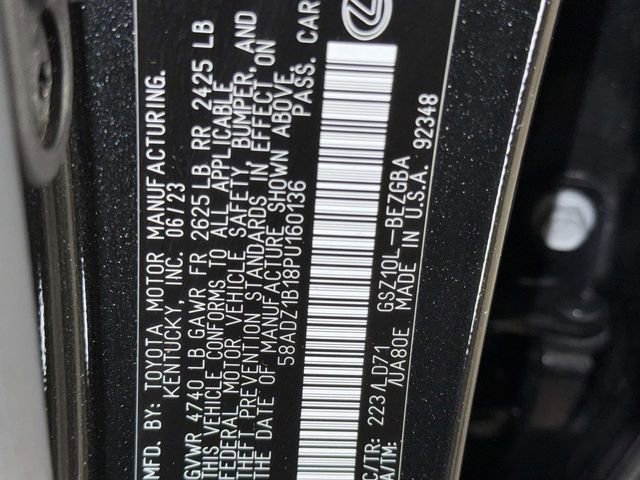 MFD. BY: TOYOTA MOTOR MANUFACTURING.
KENTUCKY, INC. 06/23
GVWR 4740 LB GAWR FR 2625 LB RR 2425 LB
THIS VEHICLE CONFORMS TO ALL APPLICABLE
FEDERAL MOTOR VEHICLE SAFETY, BUMPER, AND
THEFT PREVENTION STANDARDS IN EFFECT ON
THE DATE OF MANUFACTURE SHOWN ABOVE.
58ADZ1B18PU160136 PASS. CAR
C/TR: 223/LD71 GSZ10L-BEZGBA
A/TM: /UA80E MADE IN U.S.A. 92348